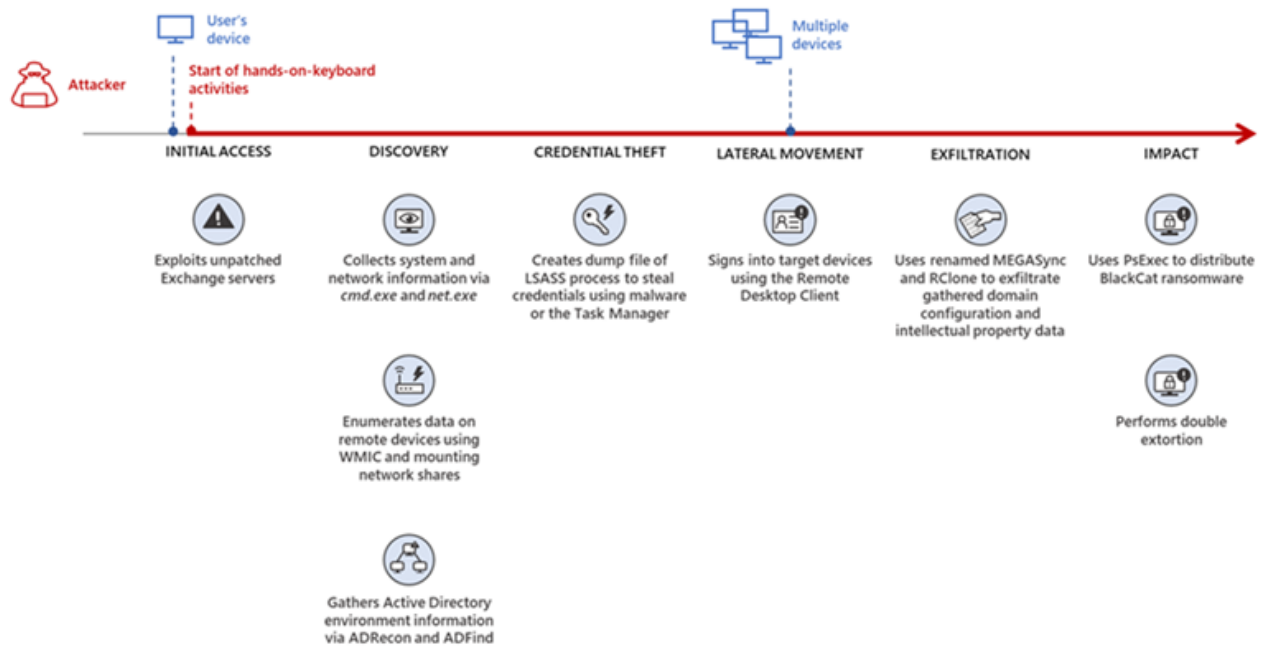 User's
device
Multiple
devices
Attacker
Start of hands-on-keyboard
activities
INITIAL ACCESS
DISCOVERY
CREDENTIAL THEFT
LATERAL MOVEMENT
EXFILTRATION
IMPACT
Exploits unpatched
Exchange servers
Collects system and
network information via
cmd.exe and net.exe
Creates dump file of
LSASS process to steal
credentials using malware
or the Task Manager
Signs into target devices
using the Remote
Desktop Client
Uses renamed MEGASync
and RClone to exfiltrate
gathered domain
configuration and
intellectual property data
Uses PsExec to distribute
BlackCat ransomware
Enumerates data on
remote devices using
WMIC and mounting
network shares
Performs double
extortion
Gathers Active Directory
environment information
via ADRecon and ADFind